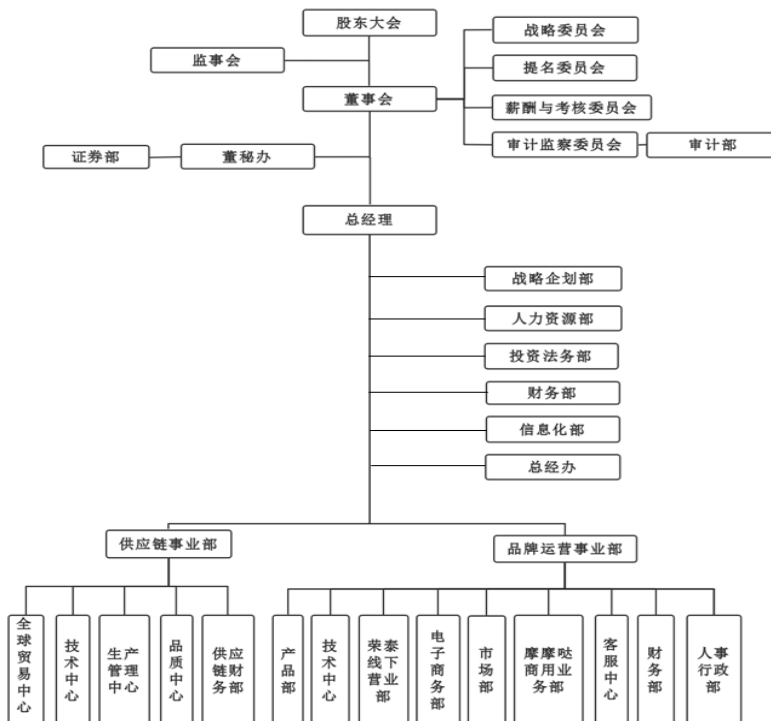 股东大会
战略委员会
监事会
提名委员会
董事会
薪酬与考核委员会
审计监察委员会
审计部
证券部
董秘办
总经理
战略企划部
人力资源部
投资法务部
财务部
信息化部
总经办
供应链事业部
品牌运营事业部
全球贸易中心
技术中心
生产管理中心
品质中心
供应链财务部
产品部
技术中心
荣泰线下营业部
电子商务部
市场部
摩摩哒商用业务部
客服中心
财务部
人事行政部